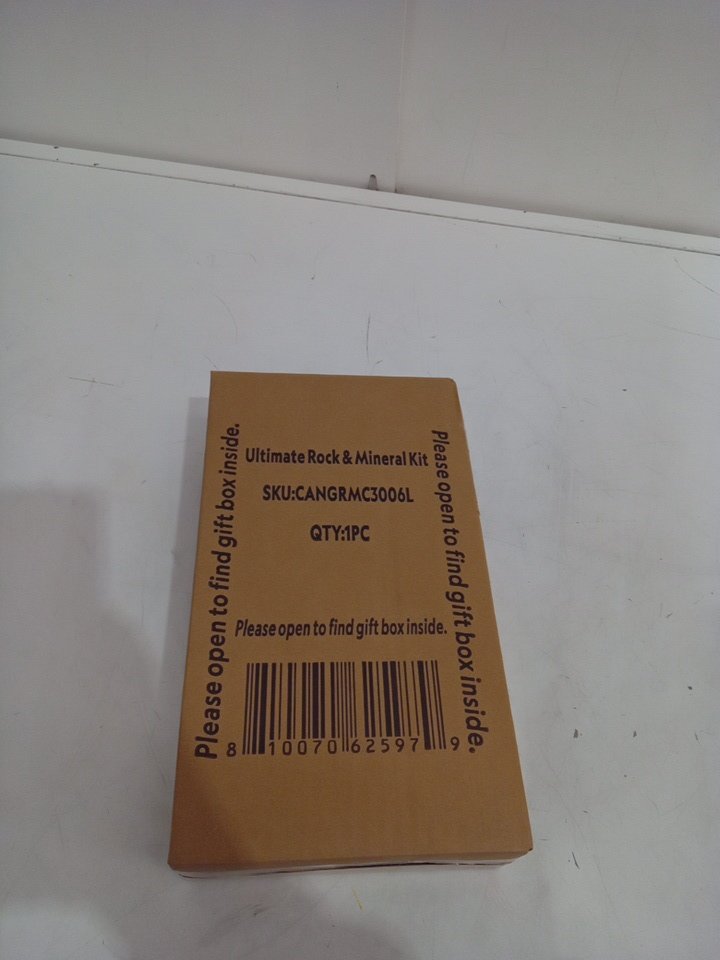 Ultimate Rock & Mineral Kit
SKU:CANGRMC3006L
QTY:1PC
Please open to find gift box inside.
Please open to find gift box inside.
Please open to find gift box inside.
8 10070 62597 9